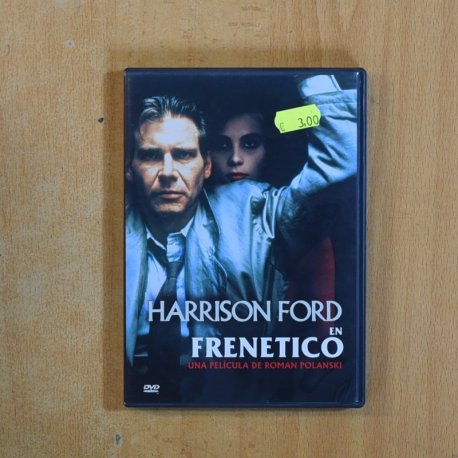 € 3.00
HARRISON FORD
EN
FRENETICO
UNA PELÍCULA DE ROMAN POLANSKI
DVD